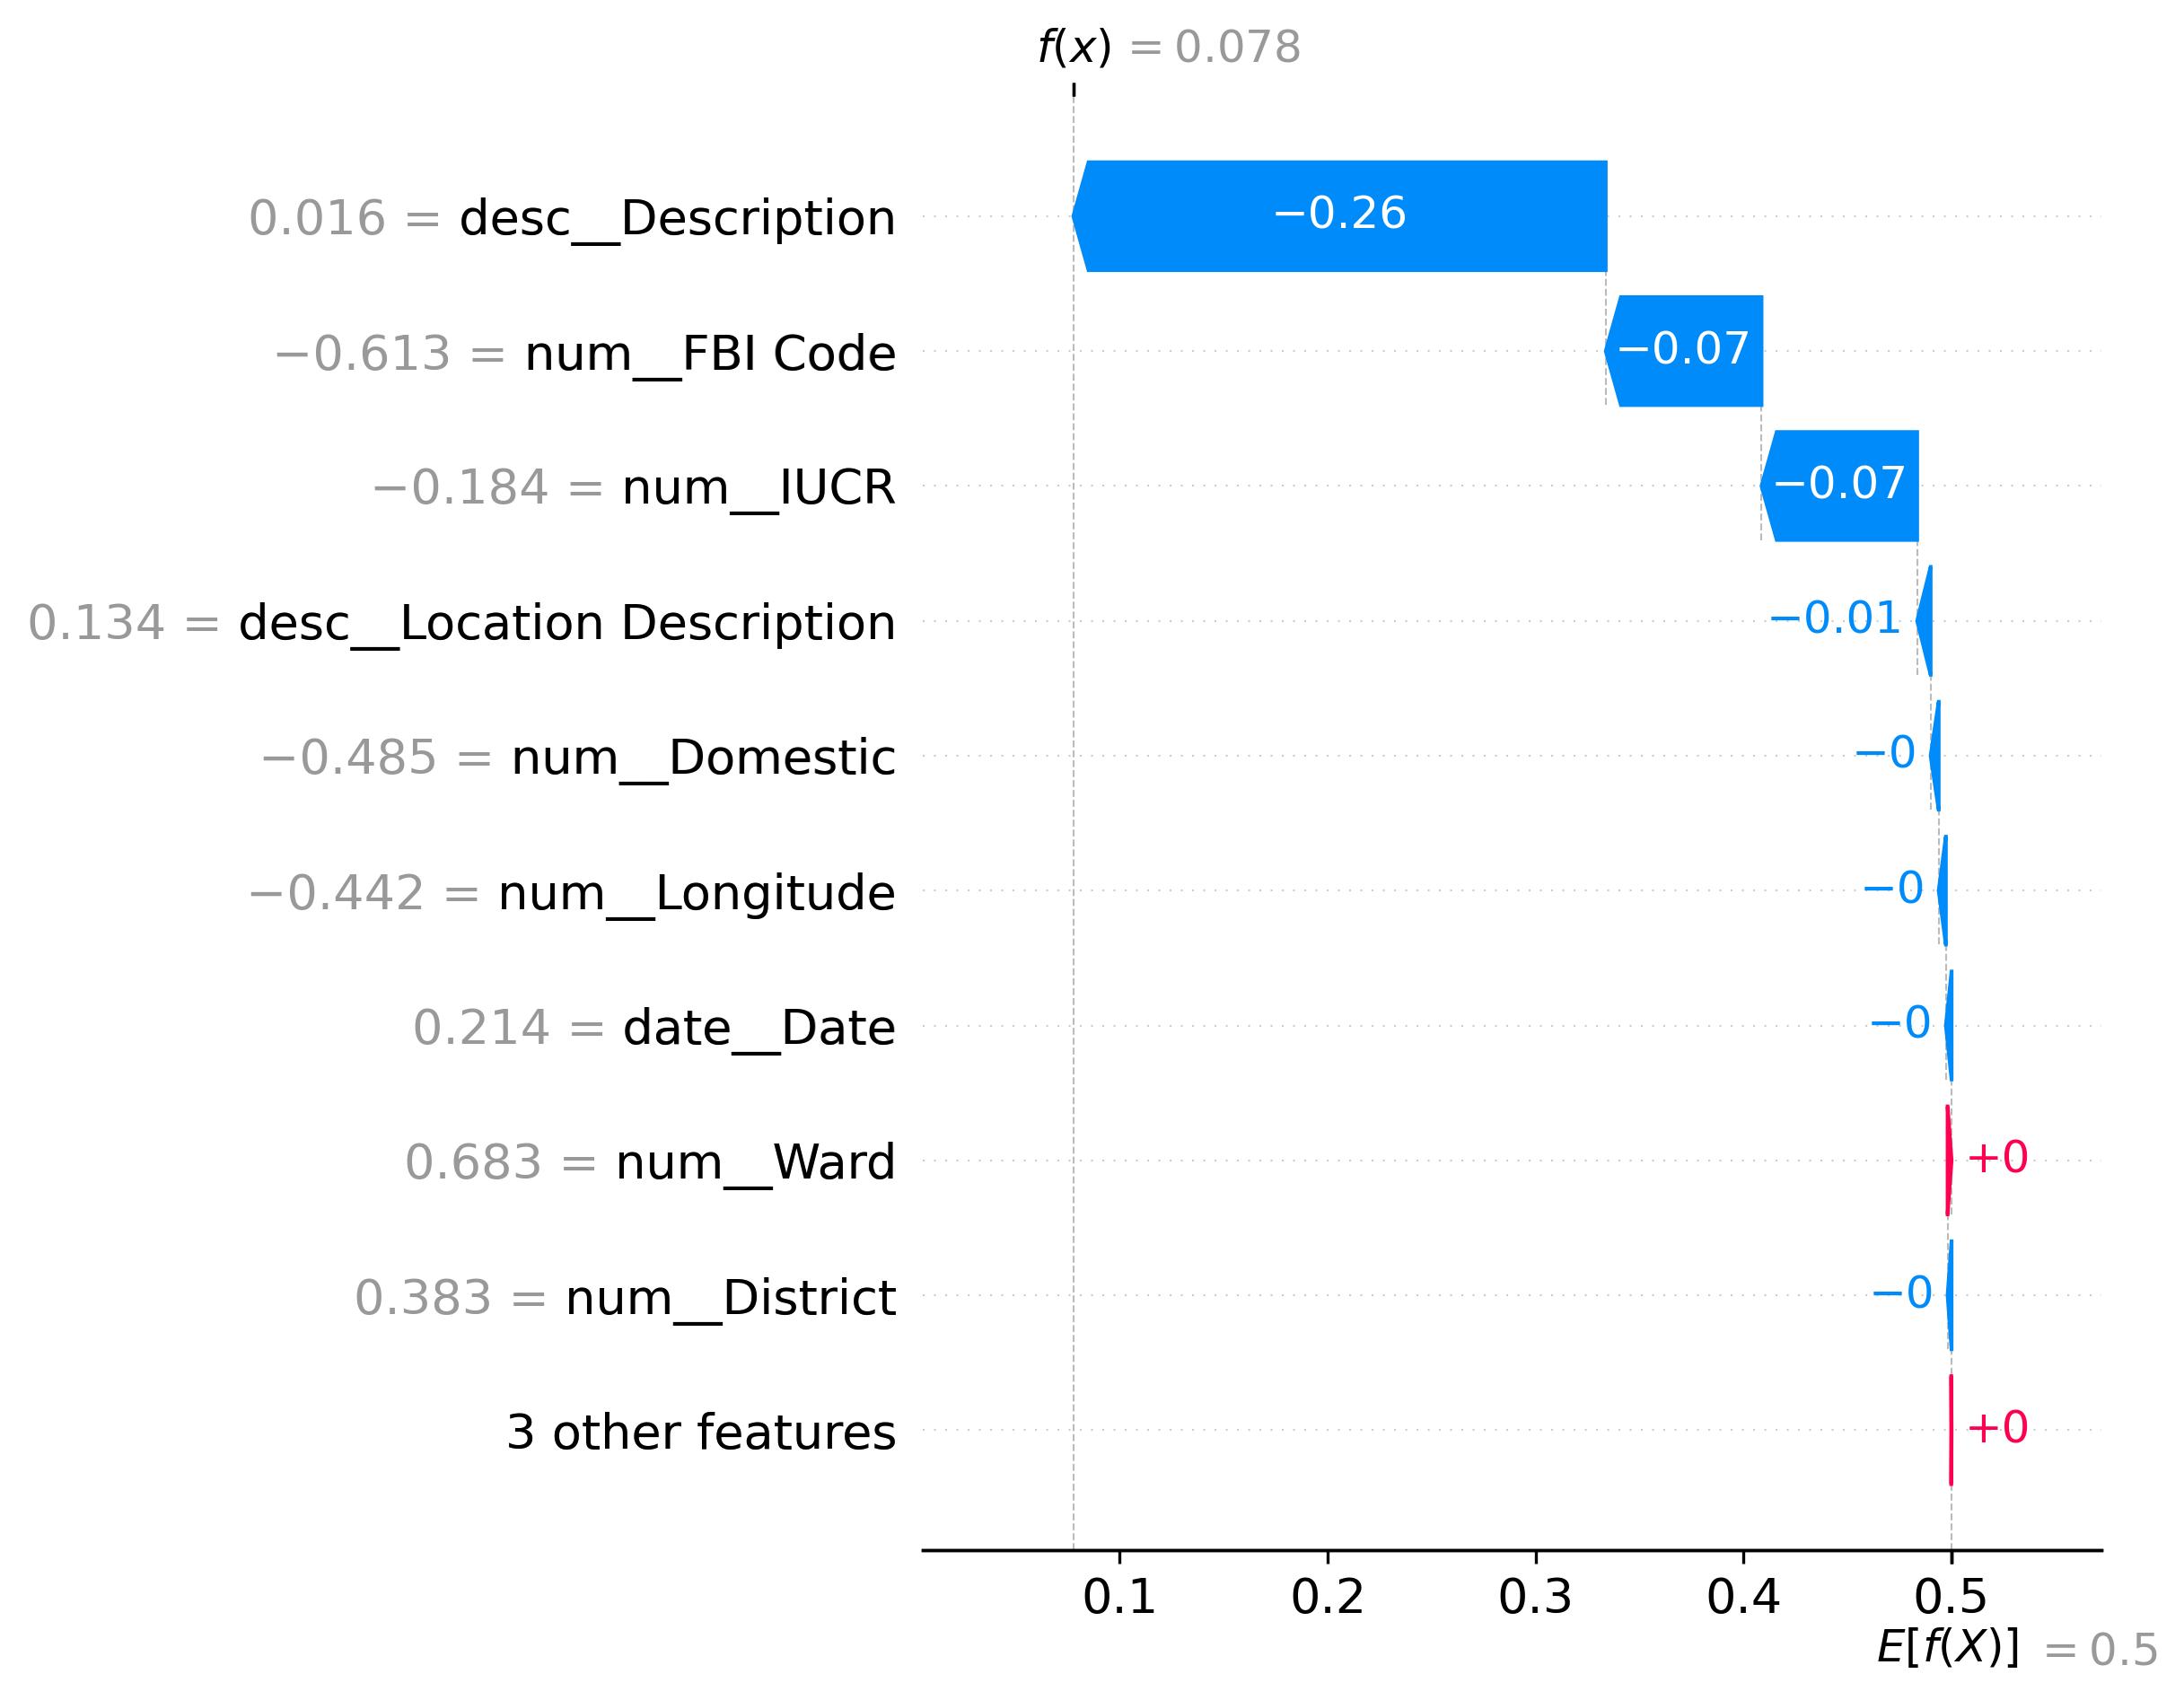 f(x) = 0.078
0.016 = desc__Description −0.26
−0.613 = num__FBI Code −0.07
−0.184 = num__IUCR −0.07
0.134 = desc__Location Description −0.01
−0.485 = num__Domestic −0
−0.442 = num__Longitude −0
0.214 = date__Date −0
0.683 = num__Ward +0
0.383 = num__District −0
3 other features +0
0.1 0.2 0.3 0.4 0.5
E[f(X)] = 0.5